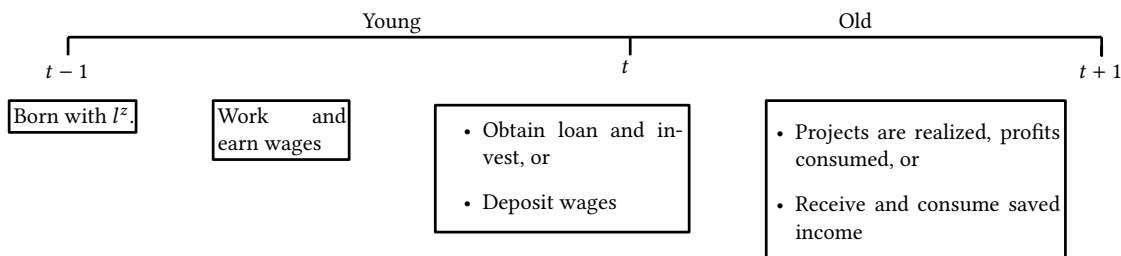 Young
Old
t − 1
t
t + 1
Born with l^z.
Work and
earn wages
• Obtain loan and in-
vest, or
• Deposit wages
• Projects are realized, profits
consumed, or
• Receive and consume saved
income